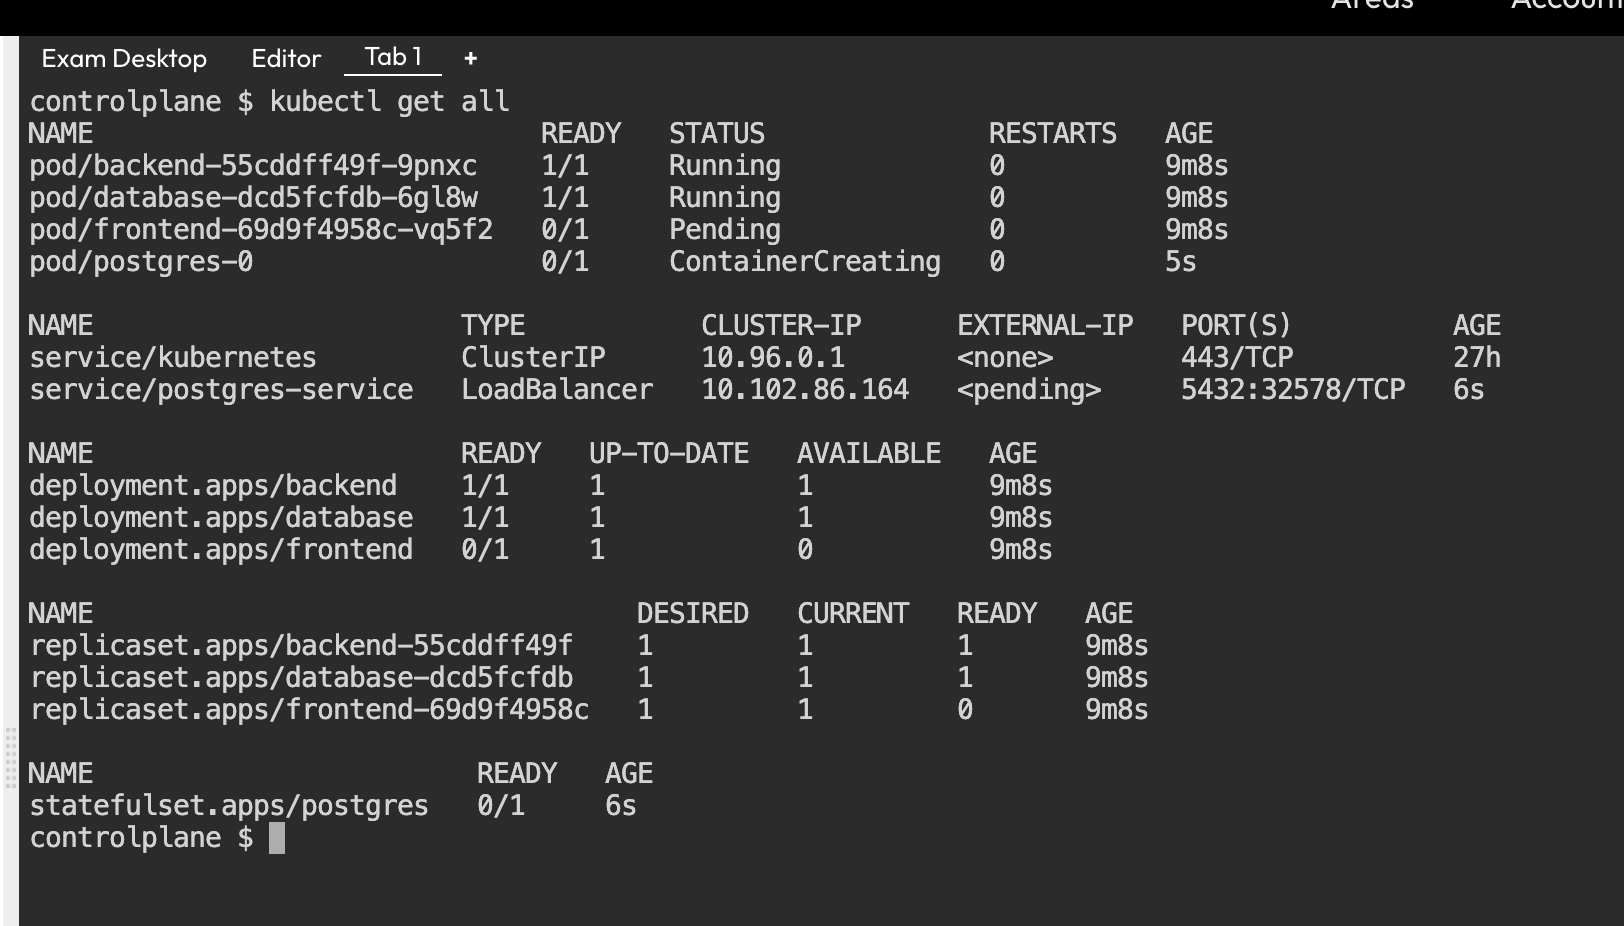 Areas Accoun
Exam Desktop Editor Tab 1 +
controlplane $ kubectl get all
NAME READY STATUS RESTARTS AGE
pod/backend-55cddff49f-9pnxc 1/1 Running 0 9m8s
pod/database-dcd5fcfdb-6gl8w 1/1 Running 0 9m8s
pod/frontend-69d9f4958c-vq5f2 0/1 Pending 0 9m8s
pod/postgres-0 0/1 ContainerCreating 0 5s
NAME TYPE CLUSTER-IP EXTERNAL-IP PORT(S) AGE
service/kubernetes ClusterIP 10.96.0.1 <none> 443/TCP 27h
service/postgres-service LoadBalancer 10.102.86.164 <pending> 5432:32578/TCP 6s
NAME READY UP-TO-DATE AVAILABLE AGE
deployment.apps/backend 1/1 1 1 9m8s
deployment.apps/database 1/1 1 1 9m8s
deployment.apps/frontend 0/1 1 0 9m8s
NAME DESIRED CURRENT READY AGE
replicaset.apps/backend-55cddff49f 1 1 1 9m8s
replicaset.apps/database-dcd5fcfdb 1 1 1 9m8s
replicaset.apps/frontend-69d9f4958c 1 1 0 9m8s
NAME READY AGE
statefulset.apps/postgres 0/1 6s
controlplane $